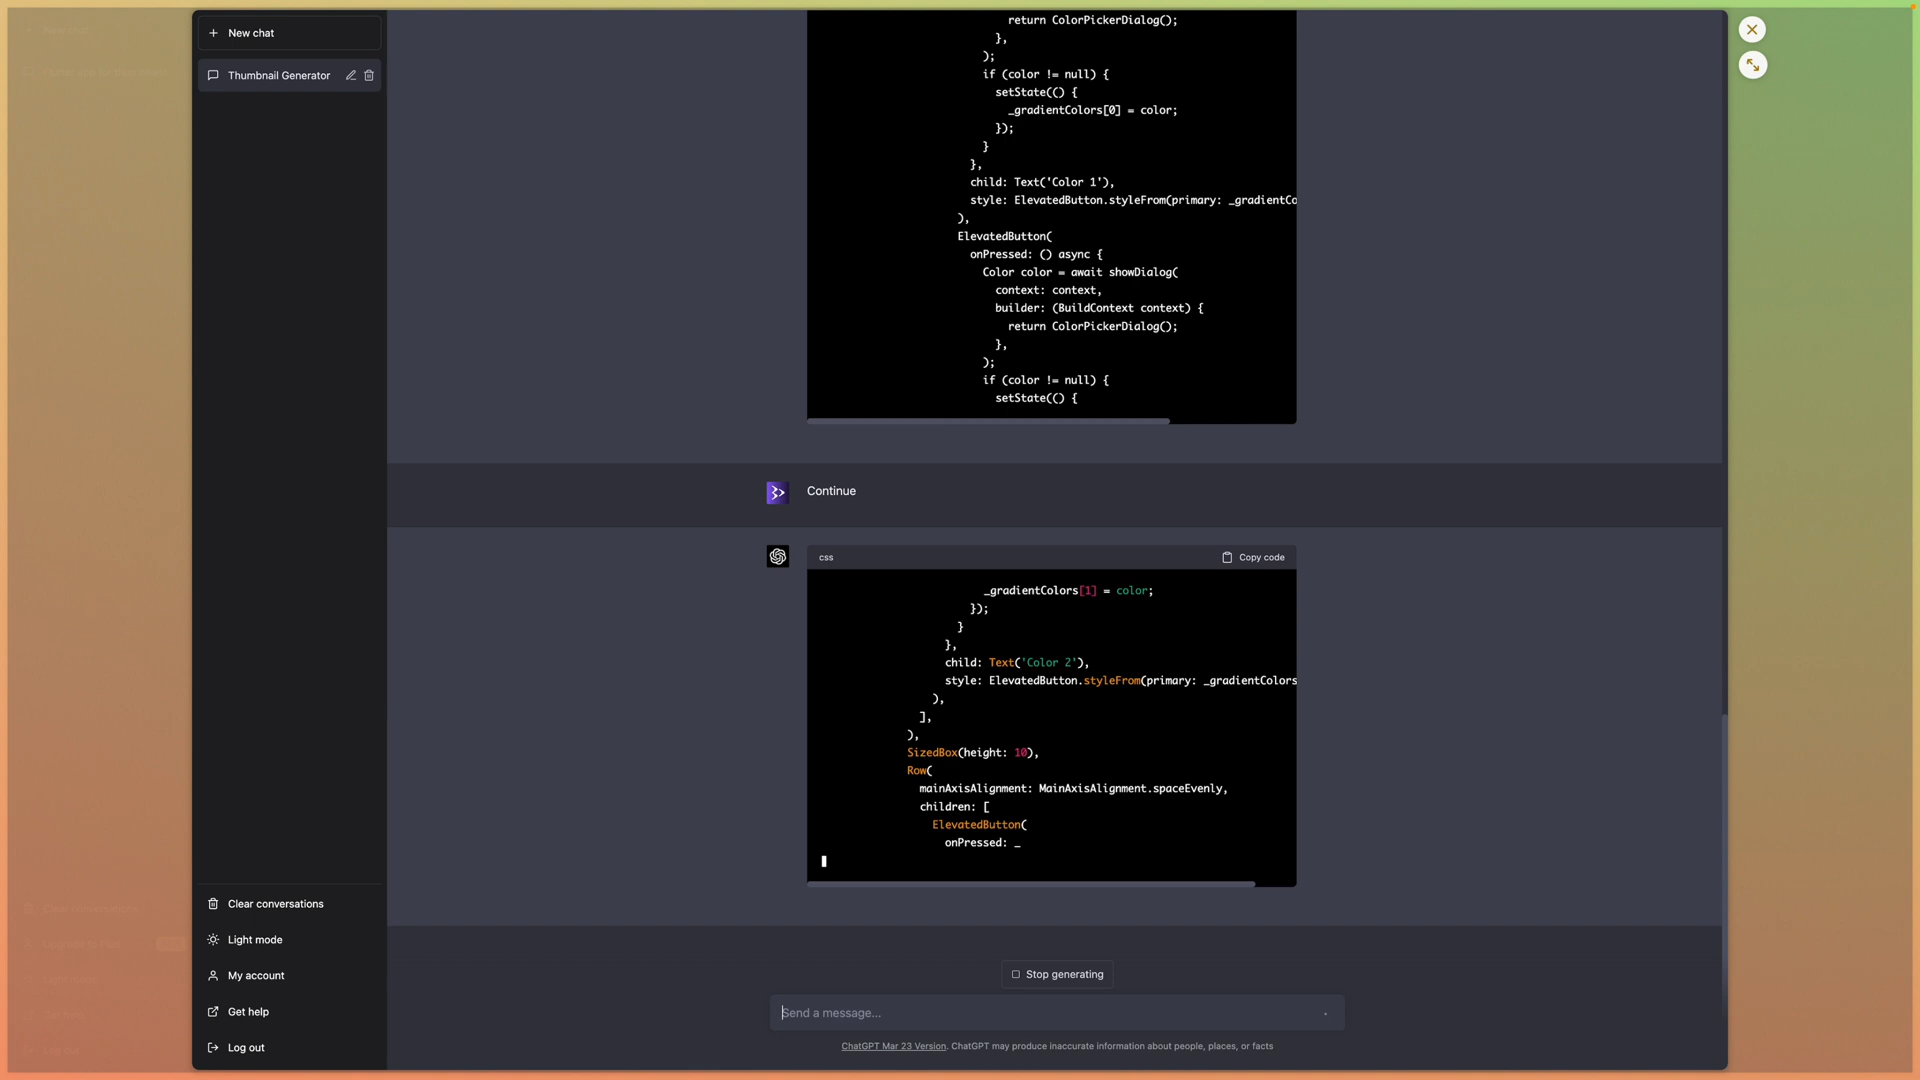 New chat
Thumbnail Generator
return ColorPickerDialog();
},
);
if (color != null) {
setState(() {
_gradientColors[0] = color;
});
}
},
child: Text('Color 1'),
style: ElevatedButton.styleFrom(primary: _gradientCo
),
ElevatedButton(
onPressed: () async {
Color color = await showDialog(
context: context,
builder: (BuildContext context) {
return ColorPickerDialog();
},
);
if (color != null) {
setState(() {
Continue
css
Copy code
_gradientColors[1] = color;
});
}
},
child: Text('Color 2'),
style: ElevatedButton.styleFrom(primary: _gradientColors
),
],
),
SizedBox(height: 10),
Row(
mainAxisAlignment: MainAxisAlignment.spaceEvenly,
children: [
ElevatedButton(
onPressed: _
Clear conversations
Light mode
My account
Get help
Log out
Stop generating
Send a message...
ChatGPT Mar 23 Version. ChatGPT may produce inaccurate information about people, places, or facts